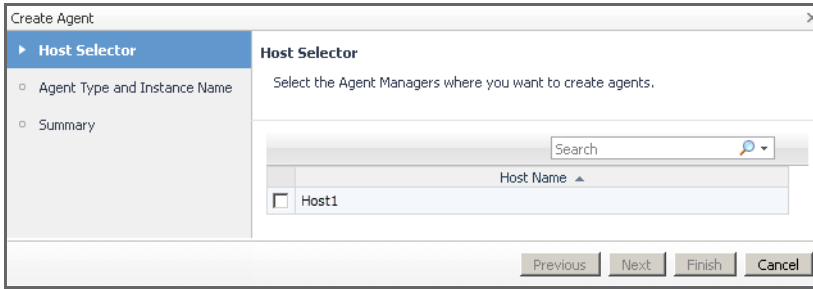 Create Agent
Host Selector
Agent Type and Instance Name
Summary
Host Selector
Select the Agent Managers where you want to create agents.
Search
Host Name
Host1
Previous
Next
Finish
Cancel